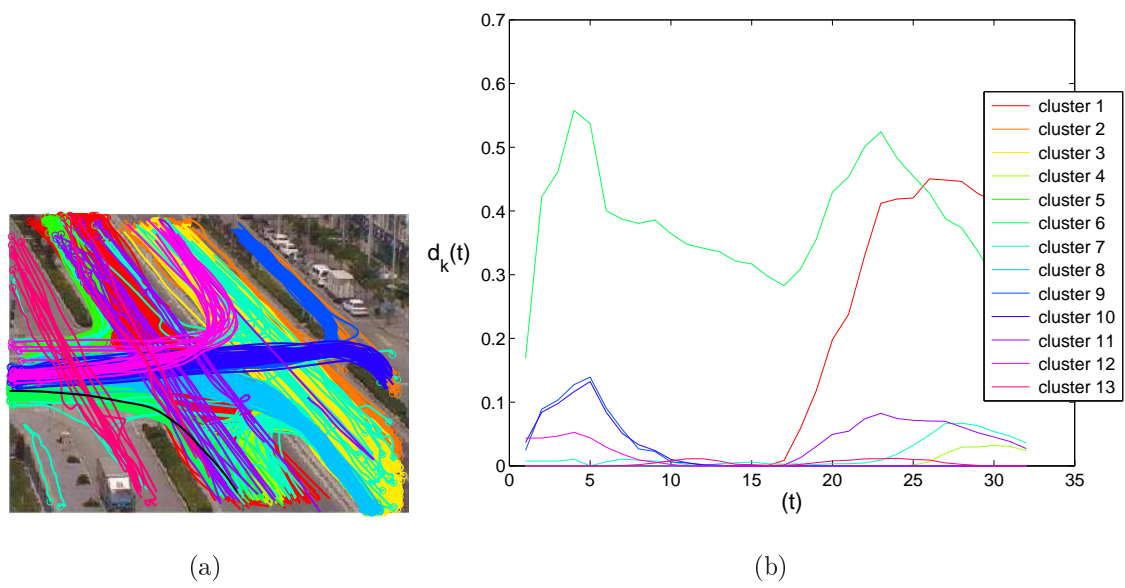 0.7
0.6
0.5
0.4
0.3
0.2
0.1
0
d_k(t)
0 5 10 15 20 25 30 35
(t)
cluster 1
cluster 2
cluster 3
cluster 4
cluster 5
cluster 6
cluster 7
cluster 8
cluster 9
cluster 10
cluster 11
cluster 12
cluster 13
(a) (b)